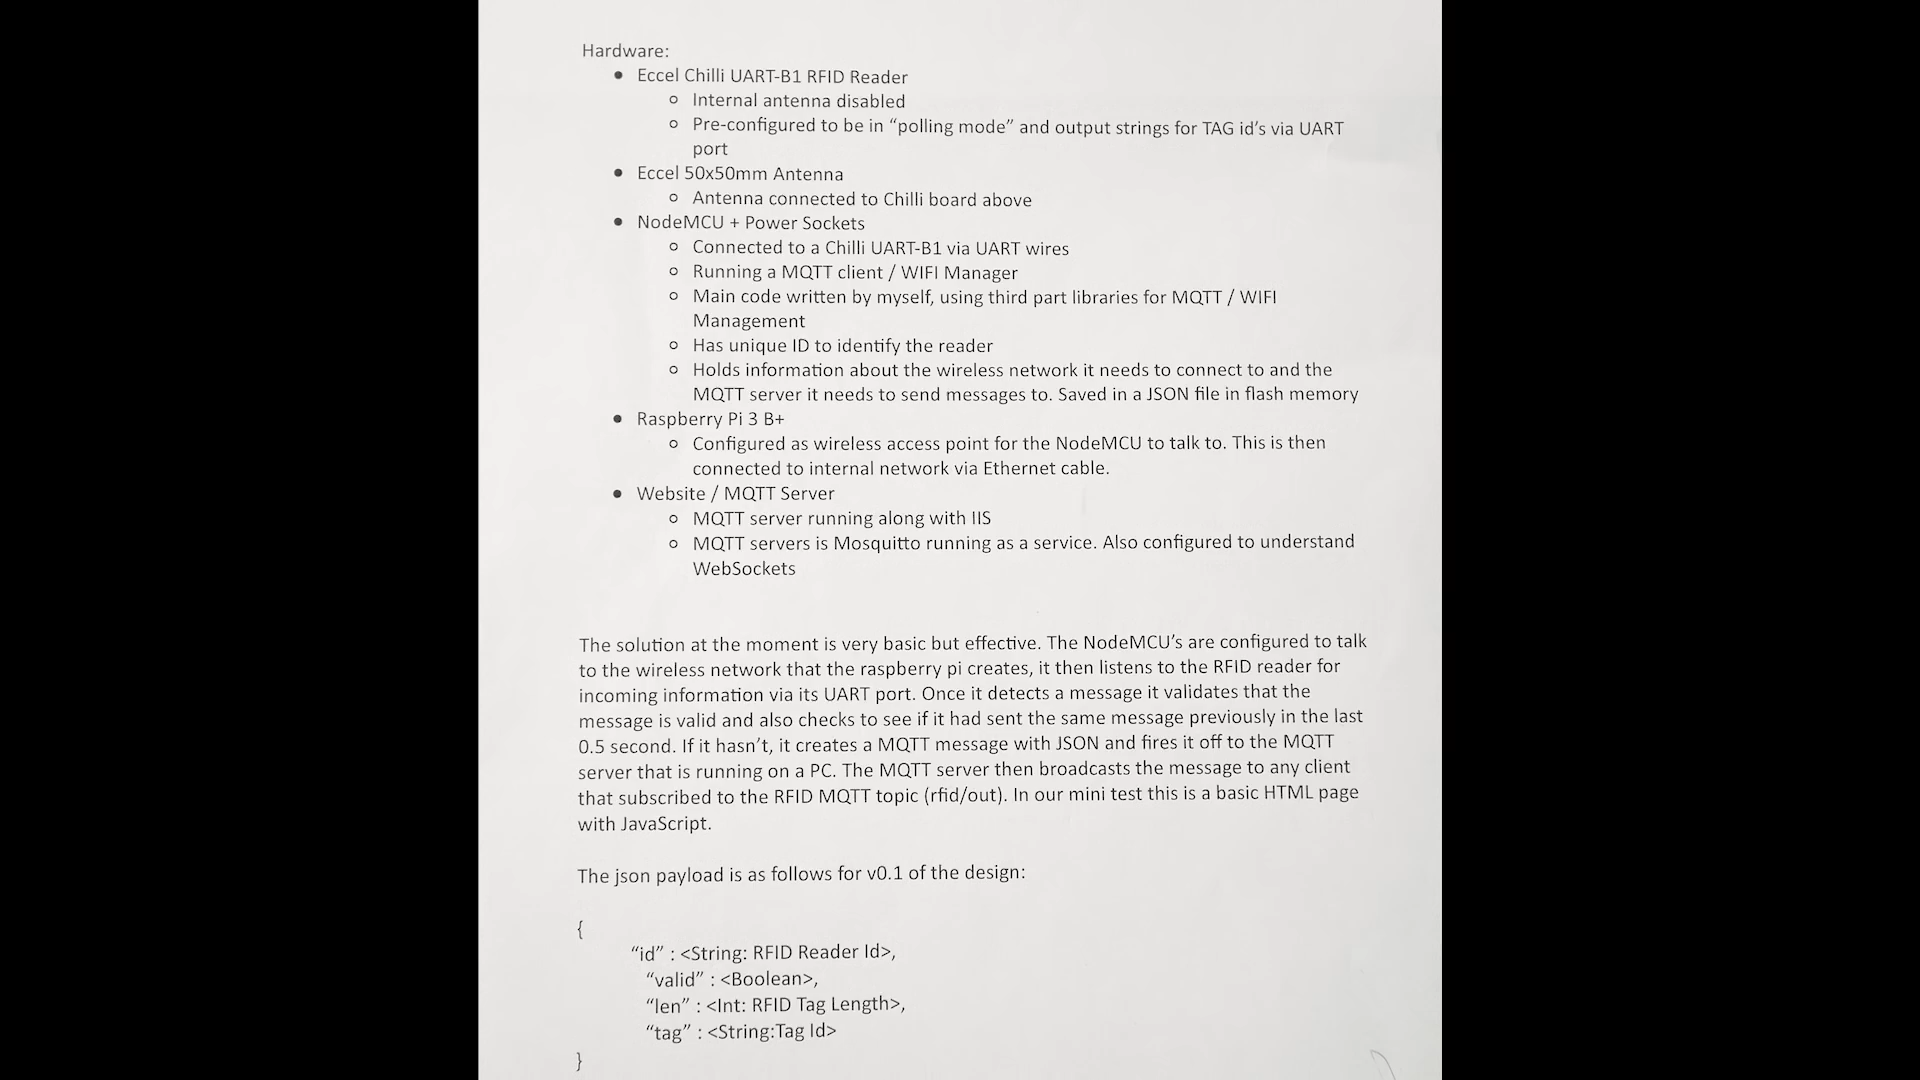 Hardware:
• Eccel Chilli UART-B1 RFID Reader
o Internal antenna disabled
o Pre-configured to be in “polling mode” and output strings for TAG id’s via UART
port
• Eccel 50x50mm Antenna
o Antenna connected to Chilli board above
• NodeMCU + Power Sockets
o Connected to a Chilli UART-B1 via UART wires
o Running a MQTT client / WIFI Manager
o Main code written by myself, using third part libraries for MQTT / WIFI
Management
o Has unique ID to identify the reader
o Holds information about the wireless network it needs to connect to and the
MQTT server it needs to send messages to. Saved in a JSON file in flash memory
• Raspberry Pi 3 B+
o Configured as wireless access point for the NodeMCU to talk to. This is then
connected to internal network via Ethernet cable.
• Website / MQTT Server
o MQTT server running along with IIS
o MQTT servers is Mosquitto running as a service. Also configured to understand
WebSockets
The solution at the moment is very basic but effective. The NodeMCU’s are configured to talk
to the wireless network that the raspberry pi creates, it then listens to the RFID reader for
incoming information via its UART port. Once it detects a message it validates that the
message is valid and also checks to see if it had sent the same message previously in the last
0.5 second. If it hasn’t, it creates a MQTT message with JSON and fires it off to the MQTT
server that is running on a PC. The MQTT server then broadcasts the message to any client
that subscribed to the RFID MQTT topic (rfid/out). In our mini test this is a basic HTML page
with JavaScript.
The json payload is as follows for v0.1 of the design:
{
“id” : <String: RFID Reader Id>,
“valid” : <Boolean>,
“len” : <Int: RFID Tag Length>,
“tag” : <String:Tag Id>
}